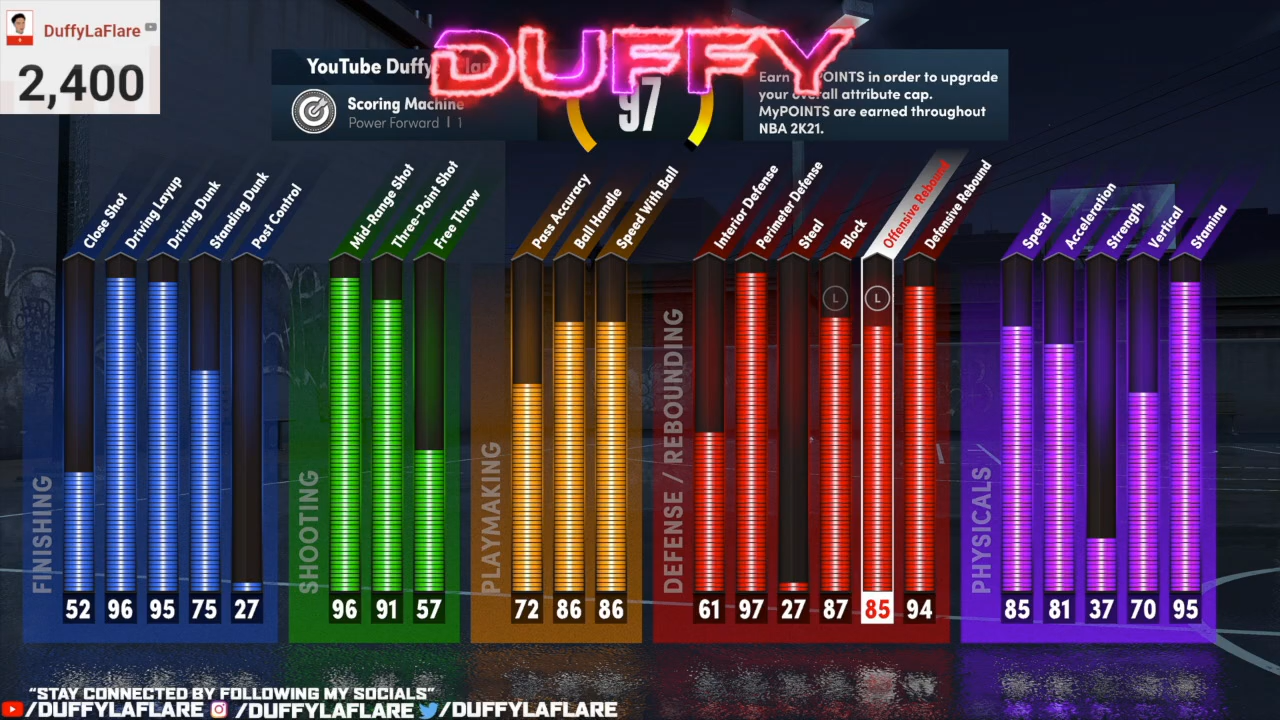 DuffyLaFlare
2,400
DUFFY
YouTube Duffy
Scoring Machine
Power Forward
97
Earn POINTS in order to upgrade
your overall attribute cap.
MyPOINTS are earned throughout
NBA 2K21.
Close Shot
Driving Layup
Driving Dunk
Standing Dunk
Post Control
Mid-Range Shot
Three-Point Shot
Free Throw
Pass Accuracy
Ball Handle
Speed With Ball
Interior Defense
Perimeter Defense
Steal
Block
Offensive Rebound
Defensive Rebound
Speed
Acceleration
Strength
Vertical
Stamina
L L
FINISHING
SHOOTING
PLAYMAKING
DEFENSE / REBOUNDING
PHYSICALS
52 96 95 75 27 96 91 57 72 86 86 61 97 27 87 85 94 85 81 37 70 95
"STAY CONNECTED BY FOLLOWING MY SOCIALS"
/DUFFYLAFLARE /DUFFYLAFLARE /DUFFYLAFLARE